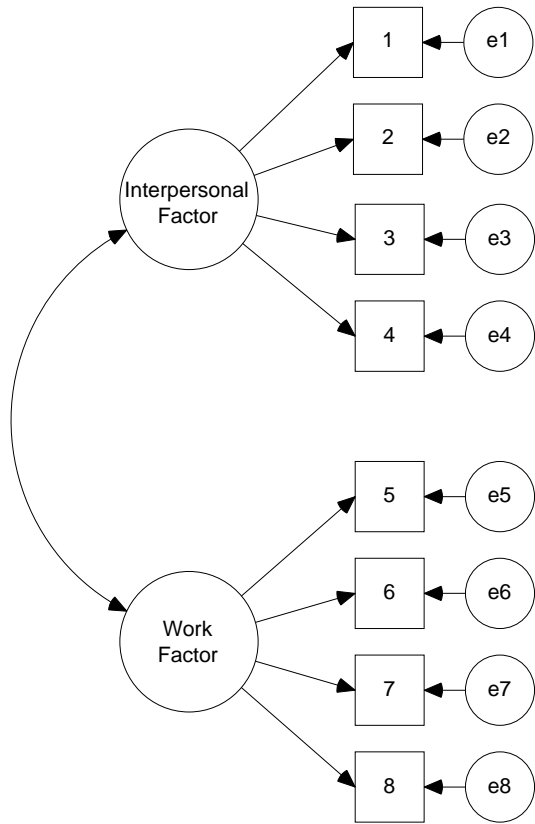 1
e1
2
e2
Interpersonal
Factor
3
e3
4
e4
5
e5
6
e6
Work
Factor
7
e7
8
e8